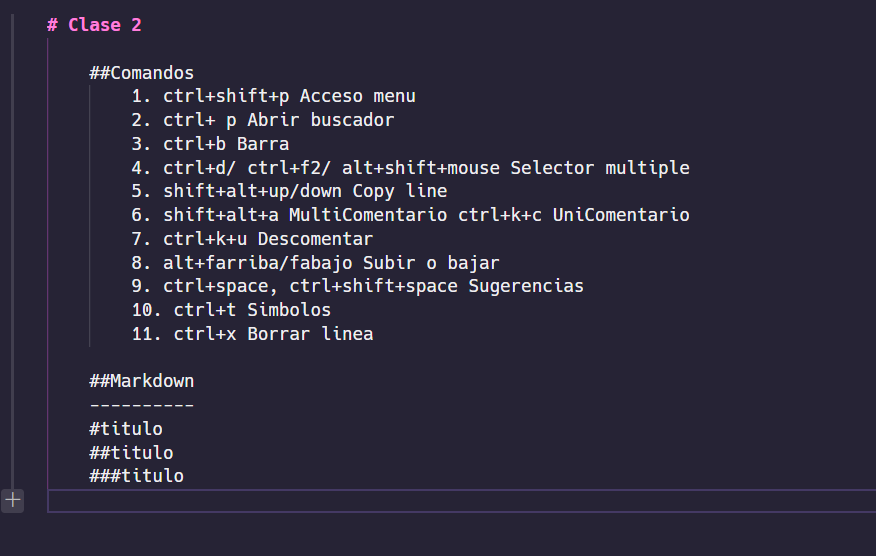 # Clase 2
##Comandos
1. ctrl+shift+p Acceso menu
2. ctrl+ p Abrir buscador
3. ctrl+b Barra
4. ctrl+d/ ctrl+f2/ alt+shift+mouse Selector multiple
5. shift+alt+up/down Copy line
6. shift+alt+a MultiComentario ctrl+k+c UniComentario
7. ctrl+k+u Descomentar
8. alt+farriba/fabajo Subir o bajar
9. ctrl+space, ctrl+shift+space Sugerencias
10. ctrl+t Simbolos
11. ctrl+x Borrar linea
##Markdown
----------
#titulo
##titulo
###titulo